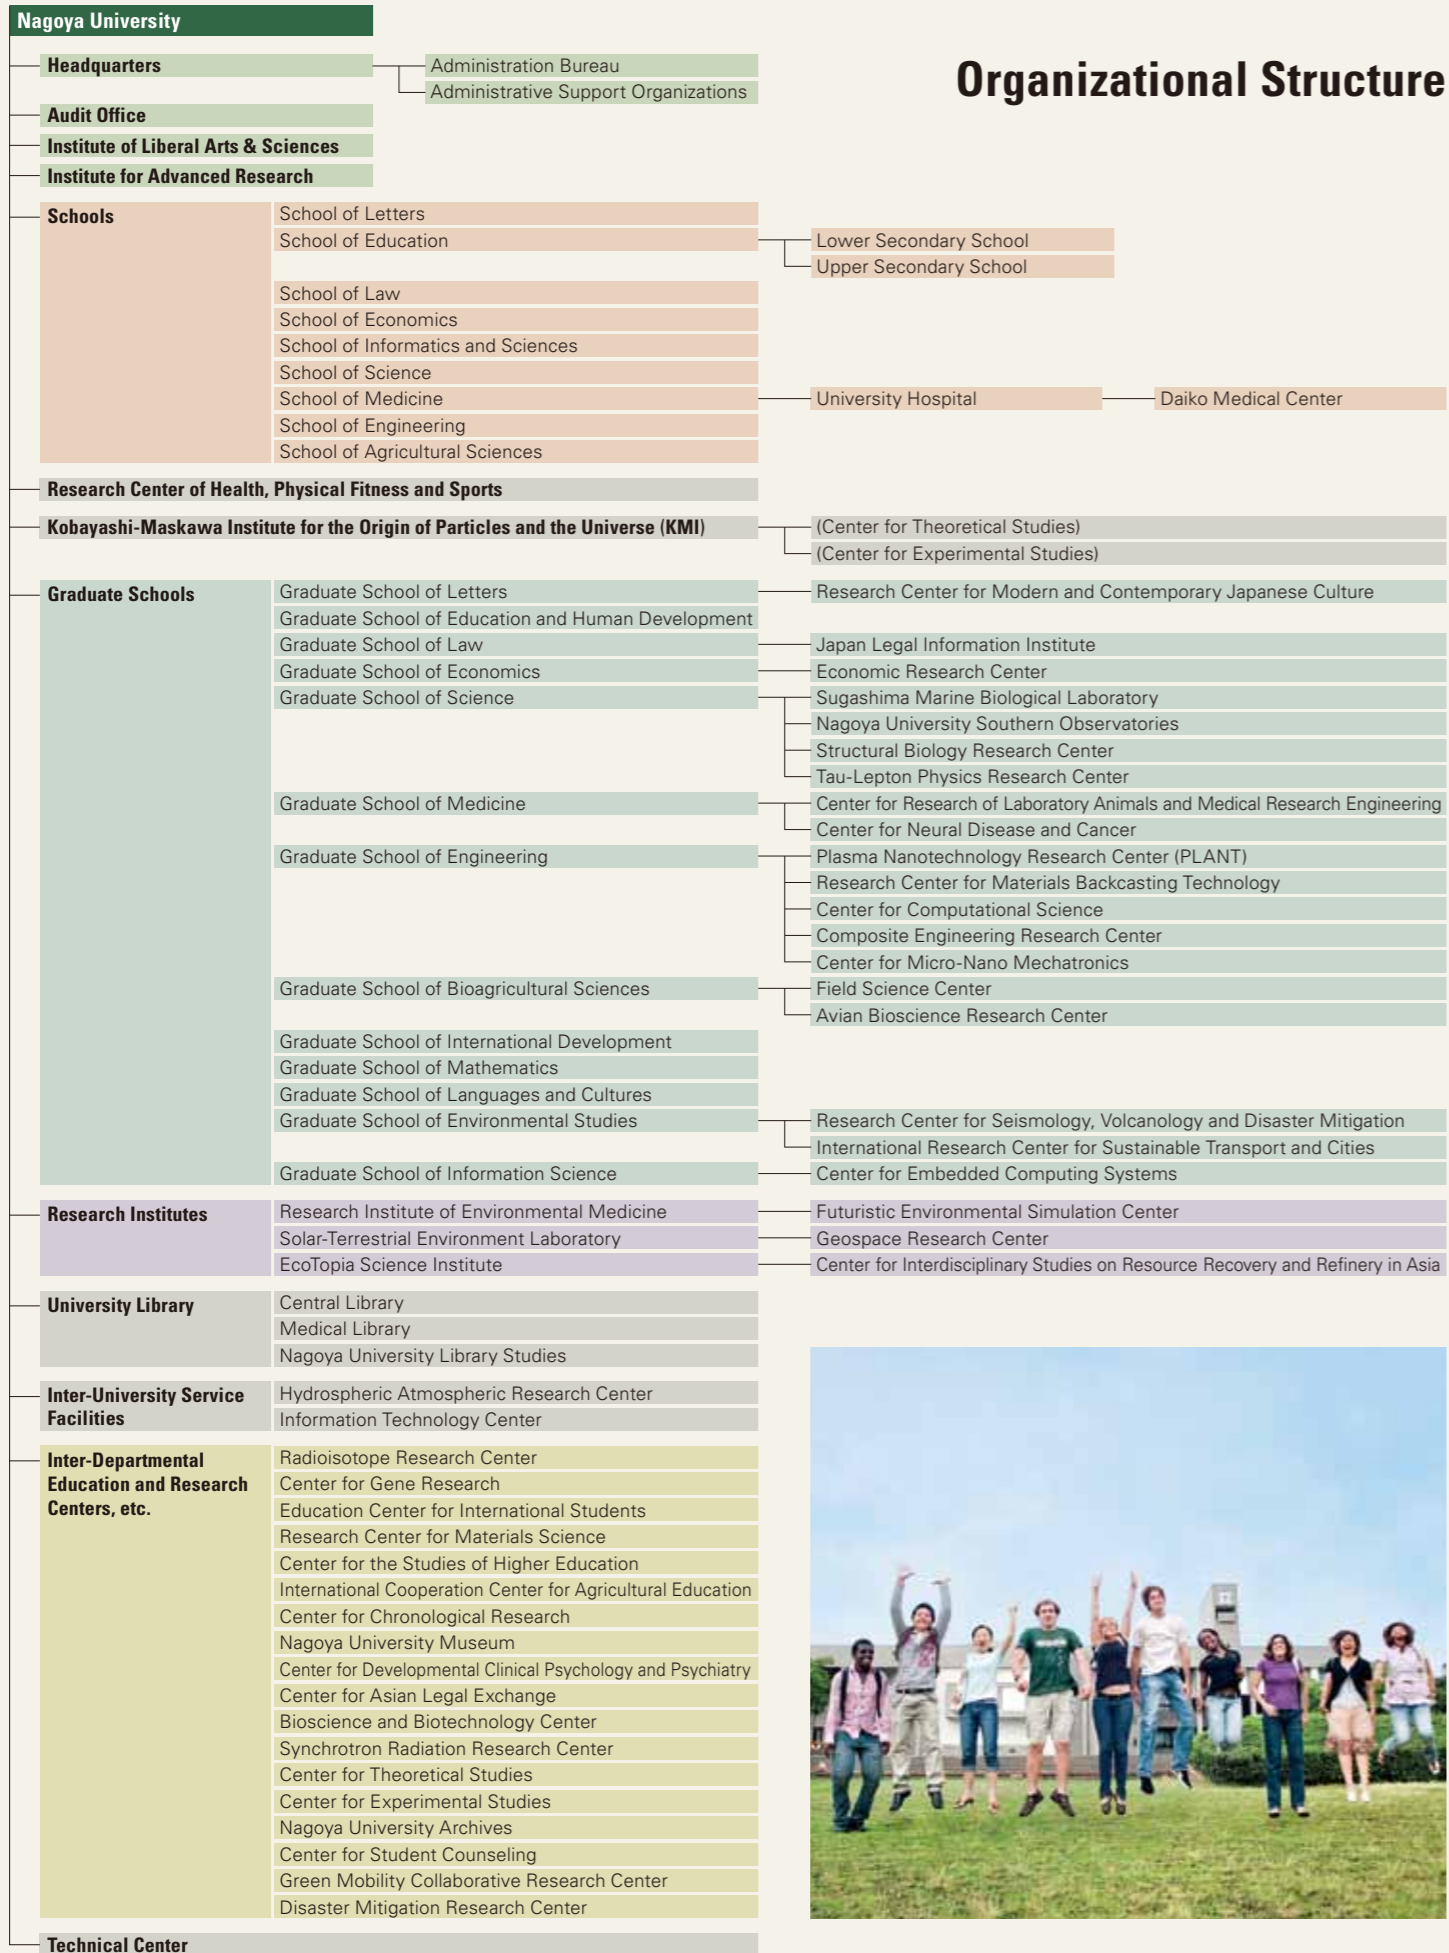 Nagoya University
Organizational Structure
Headquarters
Administration Bureau
Administrative Support Organizations
Audit Office
Institute of Liberal Arts & Sciences
Institute for Advanced Research
Schools
School of Letters
School of Education
Lower Secondary School
Upper Secondary School
School of Law
School of Economics
School of Informatics and Sciences
School of Science
School of Medicine
University Hospital
Daiko Medical Center
School of Engineering
School of Agricultural Sciences
Research Center of Health, Physical Fitness and Sports
Kobayashi-Maskawa Institute for the Origin of Particles and the Universe (KMI)
(Center for Theoretical Studies)
(Center for Experimental Studies)
Graduate Schools
Graduate School of Letters
Research Center for Modern and Contemporary Japanese Culture
Graduate School of Education and Human Development
Graduate School of Law
Japan Legal Information Institute
Graduate School of Economics
Economic Research Center
Graduate School of Science
Sugashima Marine Biological Laboratory
Nagoya University Southern Observatories
Structural Biology Research Center
Tau-Lepton Physics Research Center
Graduate School of Medicine
Center for Research of Laboratory Animals and Medical Research Engineering
Center for Neural Disease and Cancer
Graduate School of Engineering
Plasma Nanotechnology Research Center (PLANT)
Research Center for Materials Backcasting Technology
Center for Computational Science
Composite Engineering Research Center
Center for Micro-Nano Mechatronics
Graduate School of Bioagricultural Sciences
Field Science Center
Avian Bioscience Research Center
Graduate School of International Development
Graduate School of Mathematics
Graduate School of Languages and Cultures
Graduate School of Environmental Studies
Research Center for Seismology, Volcanology and Disaster Mitigation
International Research Center for Sustainable Transport and Cities
Graduate School of Information Science
Center for Embedded Computing Systems
Research Institutes
Research Institute of Environmental Medicine
Futuristic Environmental Simulation Center
Solar-Terrestrial Environment Laboratory
Geospace Research Center
EcoTopia Science Institute
Center for Interdisciplinary Studies on Resource Recovery and Refinery in Asia
University Library
Central Library
Medical Library
Nagoya University Library Studies
Inter-University Service
Facilities
Hydrospheric Atmospheric Research Center
Information Technology Center
Inter-Departmental
Education and Research
Centers, etc.
Radioisotope Research Center
Center for Gene Research
Education Center for International Students
Research Center for Materials Science
Center for the Studies of Higher Education
International Cooperation Center for Agricultural Education
Center for Chronological Research
Nagoya University Museum
Center for Developmental Clinical Psychology and Psychiatry
Center for Asian Legal Exchange
Bioscience and Biotechnology Center
Synchrotron Radiation Research Center
Center for Theoretical Studies
Center for Experimental Studies
Nagoya University Archives
Center for Student Counseling
Green Mobility Collaborative Research Center
Disaster Mitigation Research Center
Technical Center